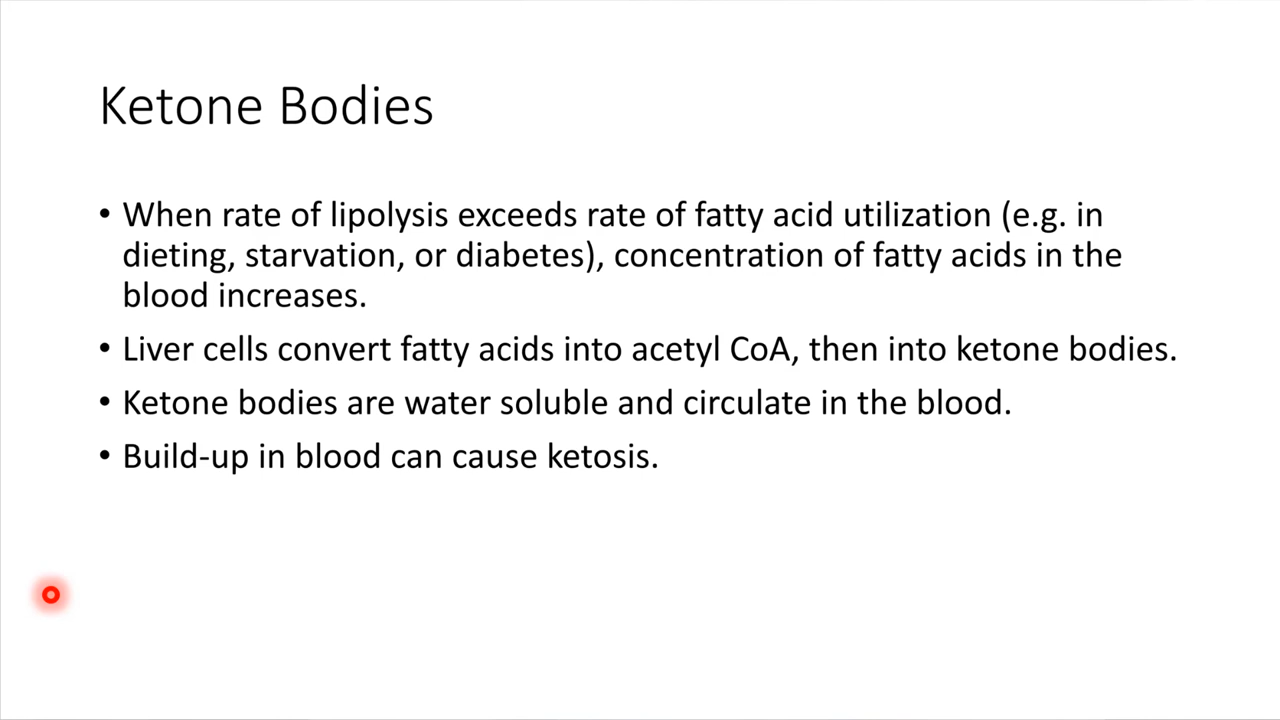 Ketone Bodies
• When rate of lipolysis exceeds rate of fatty acid utilization (e.g. in
dieting, starvation, or diabetes), concentration of fatty acids in the
blood increases.
• Liver cells convert fatty acids into acetyl CoA, then into ketone bodies.
• Ketone bodies are water soluble and circulate in the blood.
• Build-up in blood can cause ketosis.